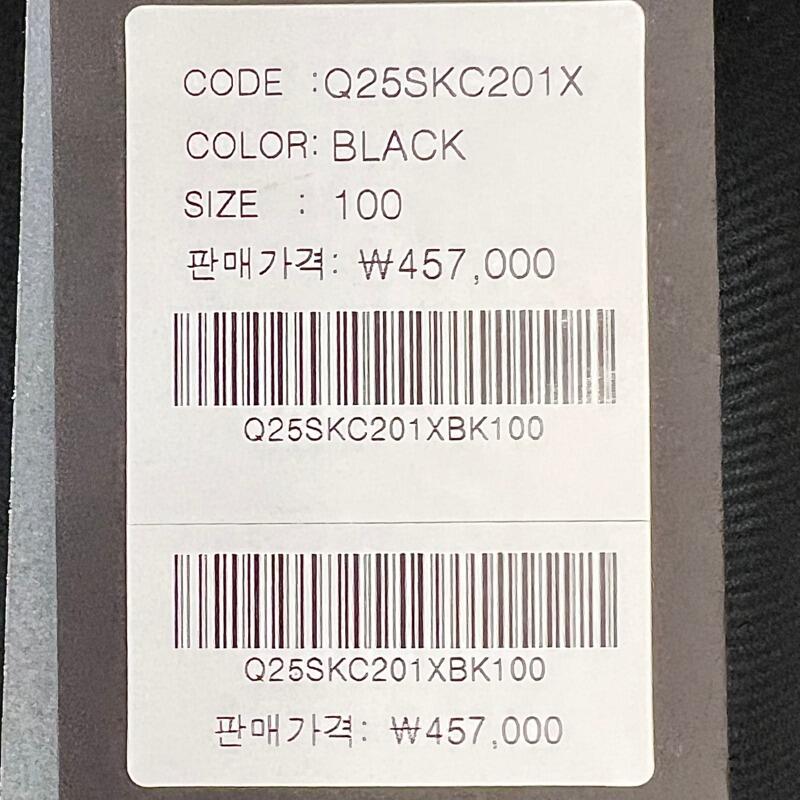 CODE :Q25SKC201X
COLOR: BLACK
SIZE : 100
판매가격: ₩457,000
Q25SKC201XBK100
Q25SKC201XBK100
판매가격: ₩457,000